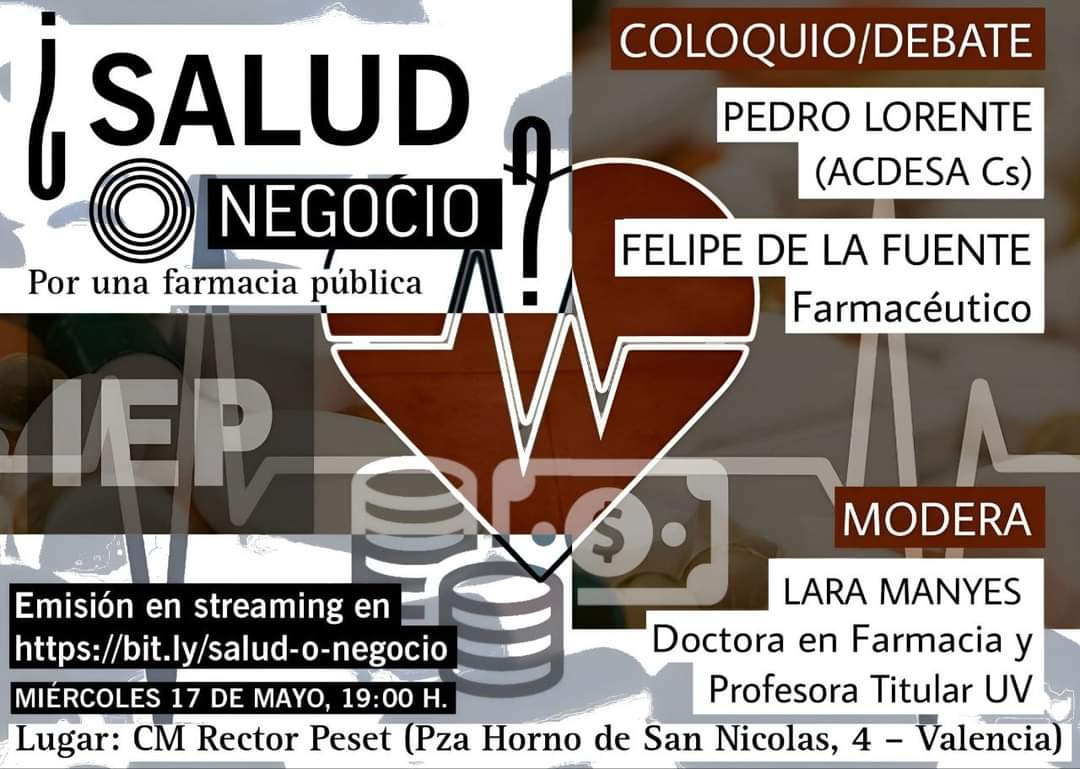 ¿SALUD
O NEGOCIO?
Por una farmacia pública
IEP
COLOQUIO/DEBATE
PEDRO LORENTE
(ACDESA Cs)
FELIPE DE LA FUENTE
Farmacéutico
MODERA
LARA MANYES
Doctora en Farmacia y
Profesora Titular UV
$
Emisión en streaming en
https://bit.ly/salud-o-negocio
MIÉRCOLES 17 DE MAYO, 19:00 H.
Lugar: CM Rector Peset (Pza Horno de San Nicolas, 4 – Valencia)